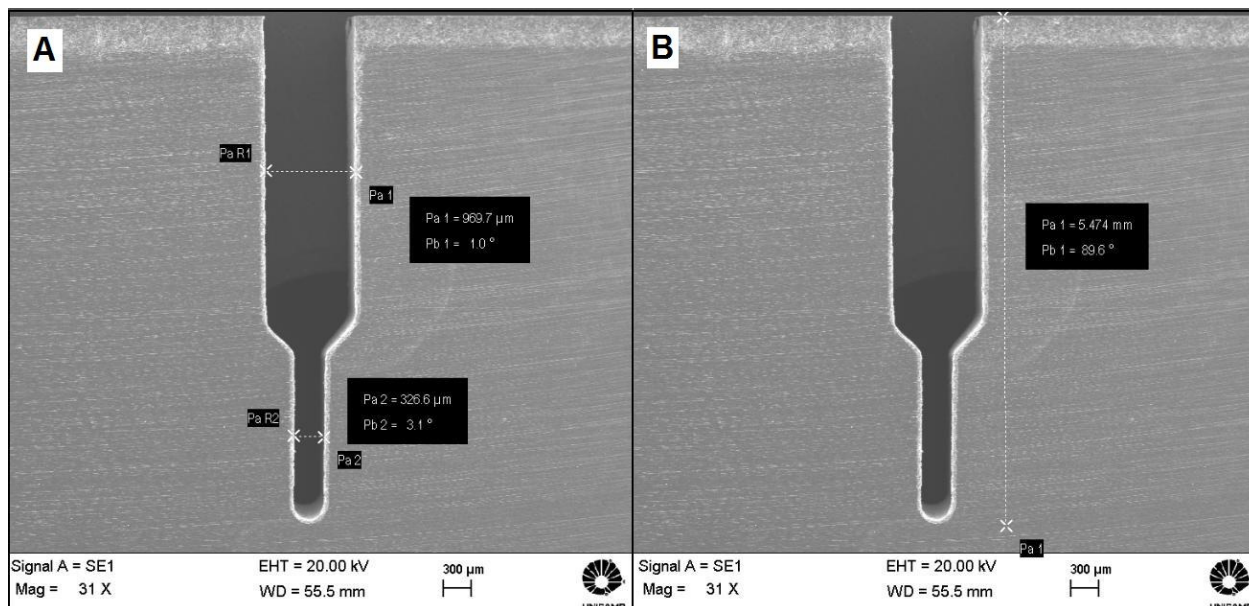 A
Pa R1
Pa 1
Pa 1 = 969.7 µm
Pb 1 = 1.0 °
Pa 2 = 326.6 µm
Pb 2 = 3.1 °
Pa R2
Pa 2
Signal A = SE1
Mag = 31 X
EHT = 20.00 kV
WD = 55.5 mm
300 µm
B
Pa 1 = 5.474 mm
Pb 1 = 89.6 °
Pa 1
Signal A = SE1
Mag = 31 X
EHT = 20.00 kV
WD = 55.5 mm
300 µm